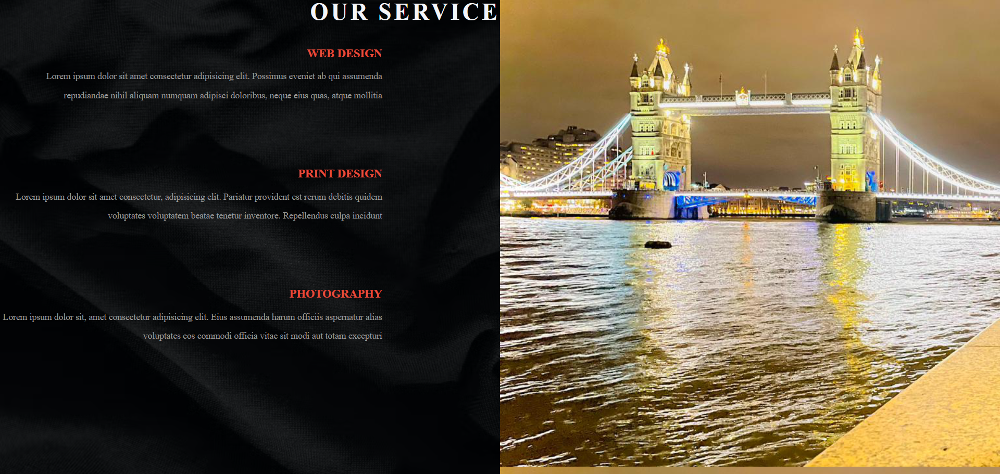 OUR SERVICE
WEB DESIGN
Lorem ipsum dolor sit amet consectetur adipisicing elit. Possimus eveniet ab qui assumenda
repudiandae nihil aliquam numquam adipisci doloribus, neque eius quas, atque mollitia
PRINT DESIGN
Lorem ipsum dolor sit amet consectetur, adipisicing elit. Pariatur provident est rerum debitis quidem
voluptates voluptatem beatae tenetur inventore. Repellendus culpa incidunt
PHOTOGRAPHY
Lorem ipsum dolor sit, amet consectetur adipisicing elit. Eius assumenda harum officiis aspernatur alias
voluptates eos commodi officia vitae sit modi aut totam excepturi